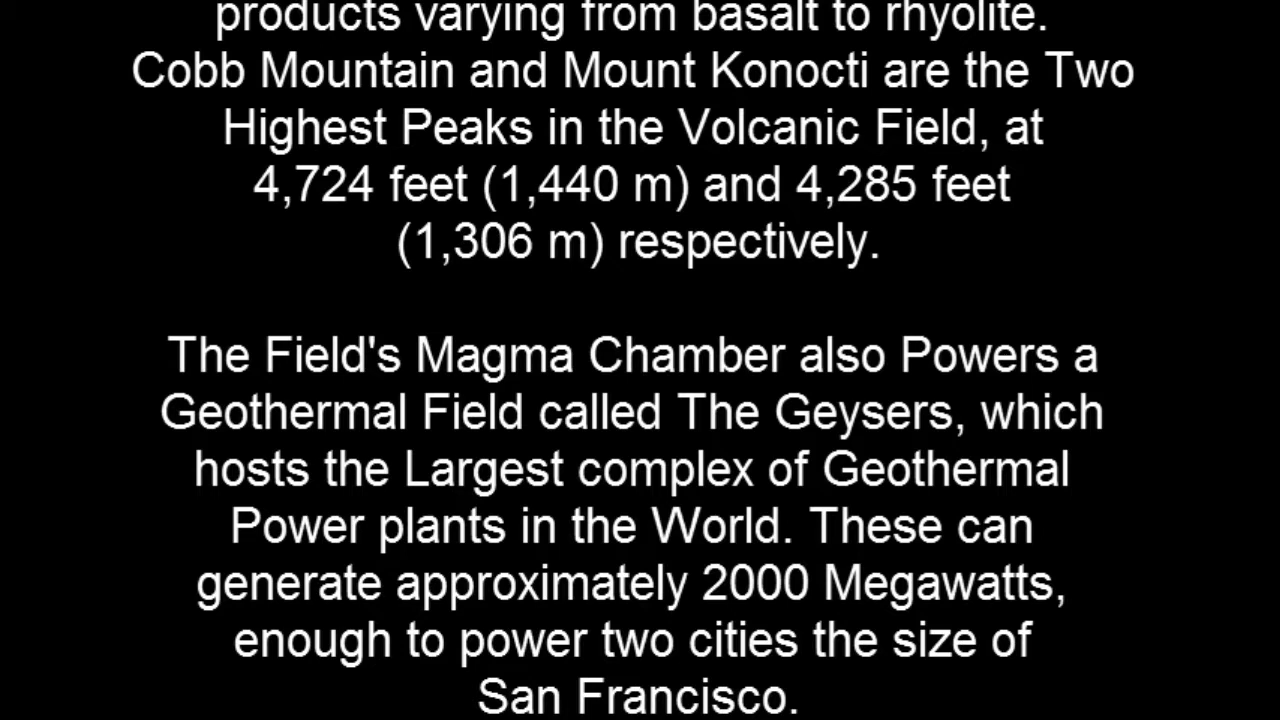 products varying from basalt to rhyolite.
Cobb Mountain and Mount Konocti are the Two
Highest Peaks in the Volcanic Field, at
4,724 feet (1,440 m) and 4,285 feet
(1,306 m) respectively.
The Field's Magma Chamber also Powers a
Geothermal Field called The Geysers, which
hosts the Largest complex of Geothermal
Power plants in the World. These can
generate approximately 2000 Megawatts,
enough to power two cities the size of
San Francisco.